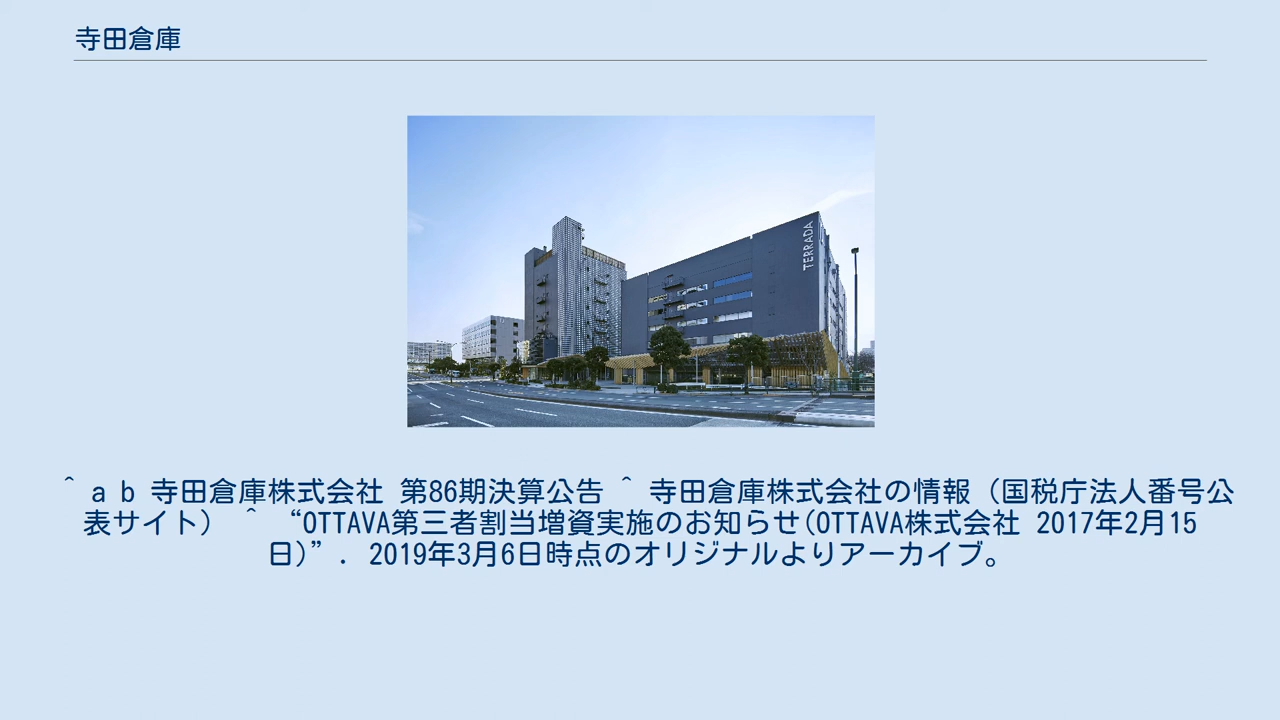 寺田倉庫
TERRADA
^ a b 寺田倉庫株式会社 第86期決算公告 ^ 寺田倉庫株式会社の情報（国税庁法人番号公
表サイト） ^ “OTTAVA第三者割当増資実施のお知らせ(OTTAVA株式会社 2017年2月15
日)”. 2019年3月6日時点のオリジナルよりアーカイブ。